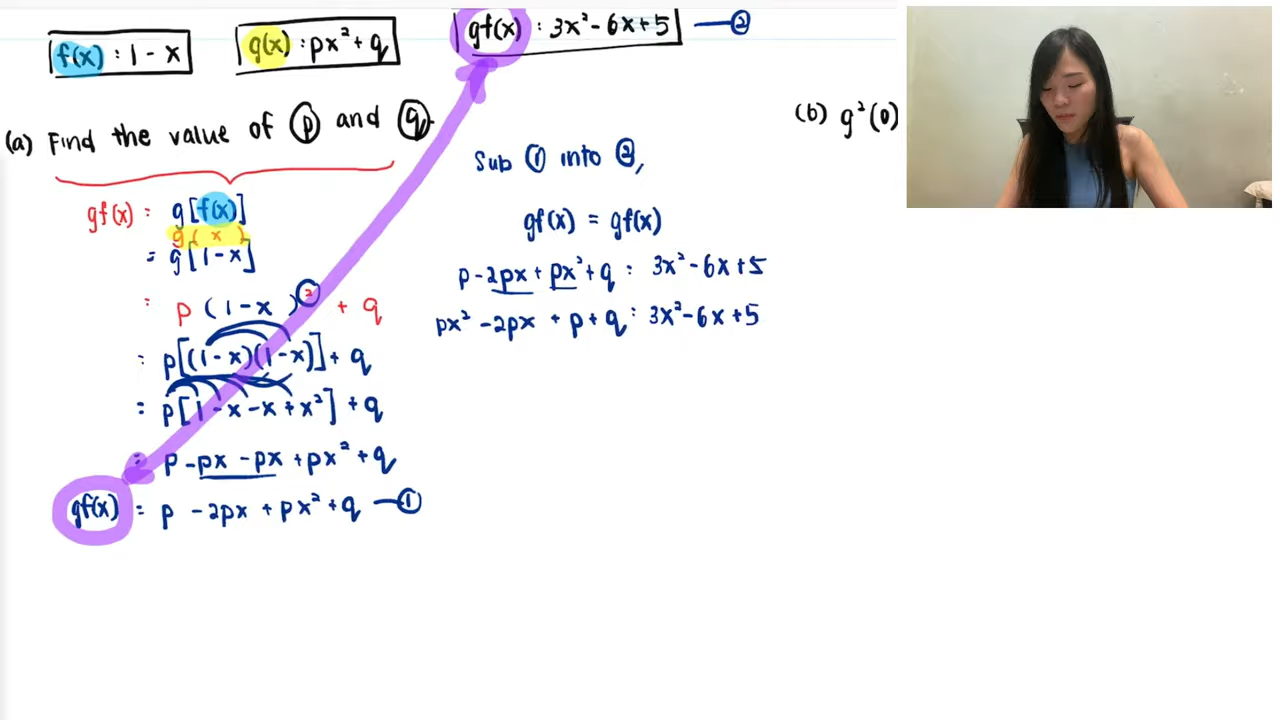 f(x) : 1 - x
g(x) : px² + q
gf(x) : 3x² - 6x + 5 — ②
(a) Find the value of p and q.
gf(x) = g[f(x)]
g( x )
= g[1 - x]
= p (1 - x )² + q
= p[(1 - x)(1 - x)] + q
= p[1 - x - x + x²] + q
= p - px - px + px² + q
gf(x) = p - 2px + px² + q — ①
Sub ① into ②,
gf(x) = gf(x)
p - 2px + px² + q = 3x² - 6x + 5
px² - 2px + p + q = 3x² - 6x + 5
(b) g²(0)